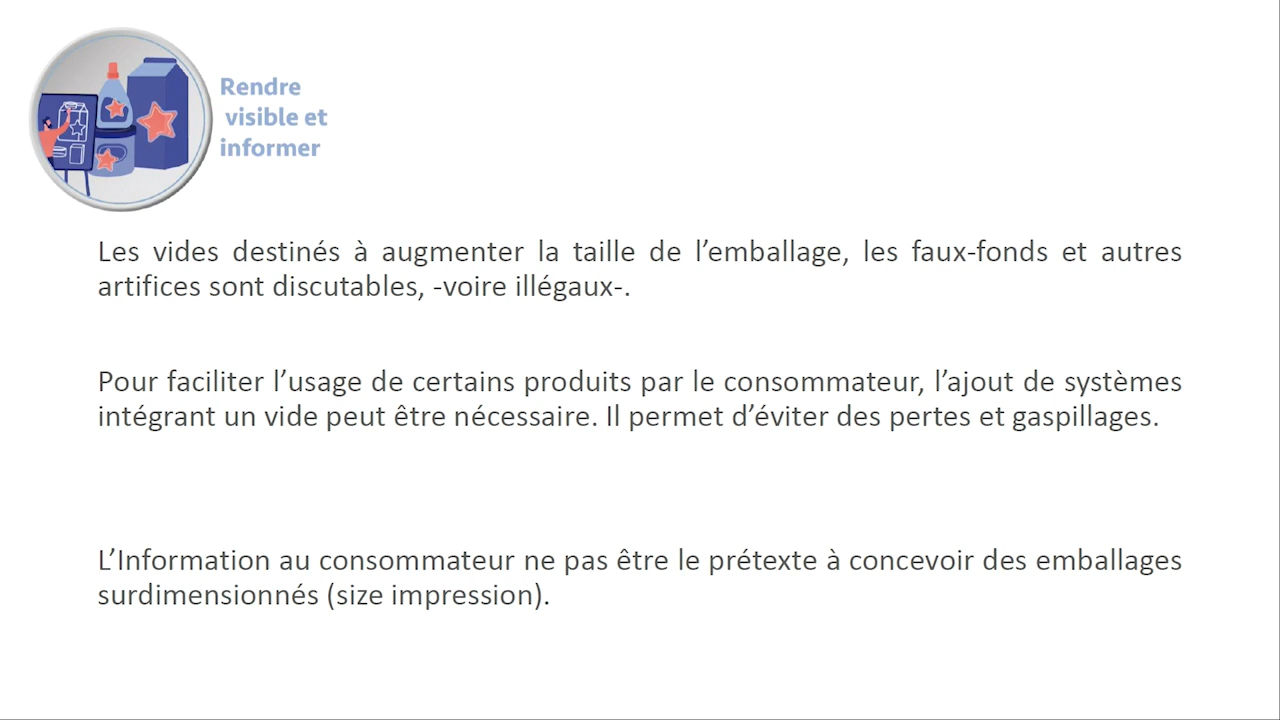 Rendre
visible et
informer
Les vides destinés à augmenter la taille de l’emballage, les faux-fonds et autres
artifices sont discutables, -voire illégaux-.
Pour faciliter l’usage de certains produits par le consommateur, l’ajout de systèmes
intégrant un vide peut être nécessaire. Il permet d’éviter des pertes et gaspillages.
L’Information au consommateur ne pas être le prétexte à concevoir des emballages
surdimensionnés (size impression).